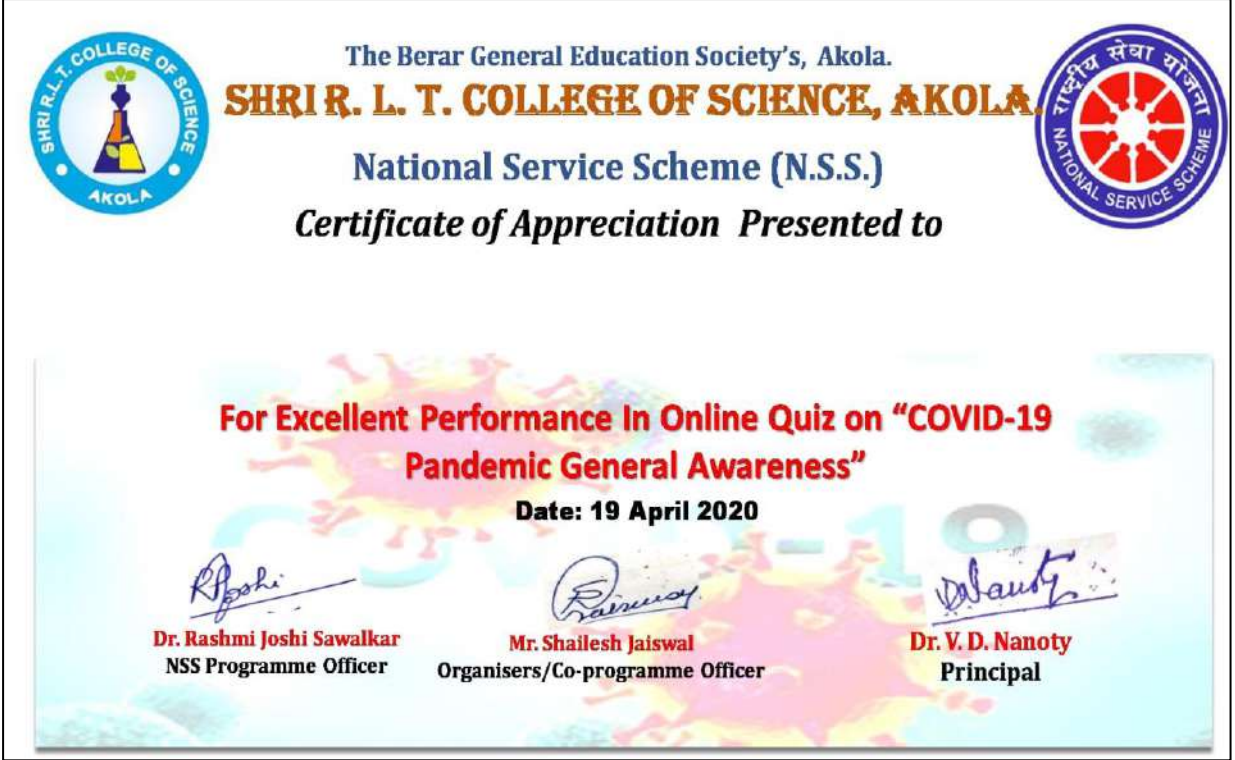 SHRI R.L.T. COLLEGE OF SCIENCE
AKOLA
The Berar General Education Society's, Akola.
SHRI R. L. T. COLLEGE OF SCIENCE, AKOLA.
राष्ट्रीय सेवा योजना
NATIONAL SERVICE SCHEME
National Service Scheme (N.S.S.)
Certificate of Appreciation Presented to
For Excellent Performance In Online Quiz on “COVID-19
Pandemic General Awareness”
Date: 19 April 2020
COVID-19
RJoshi
Dr. Rashmi Joshi Sawalkar
NSS Programme Officer
Mr. Shailesh Jaiswal
Organisers/Co-programme Officer
Dr. V. D. Nanoty
Principal